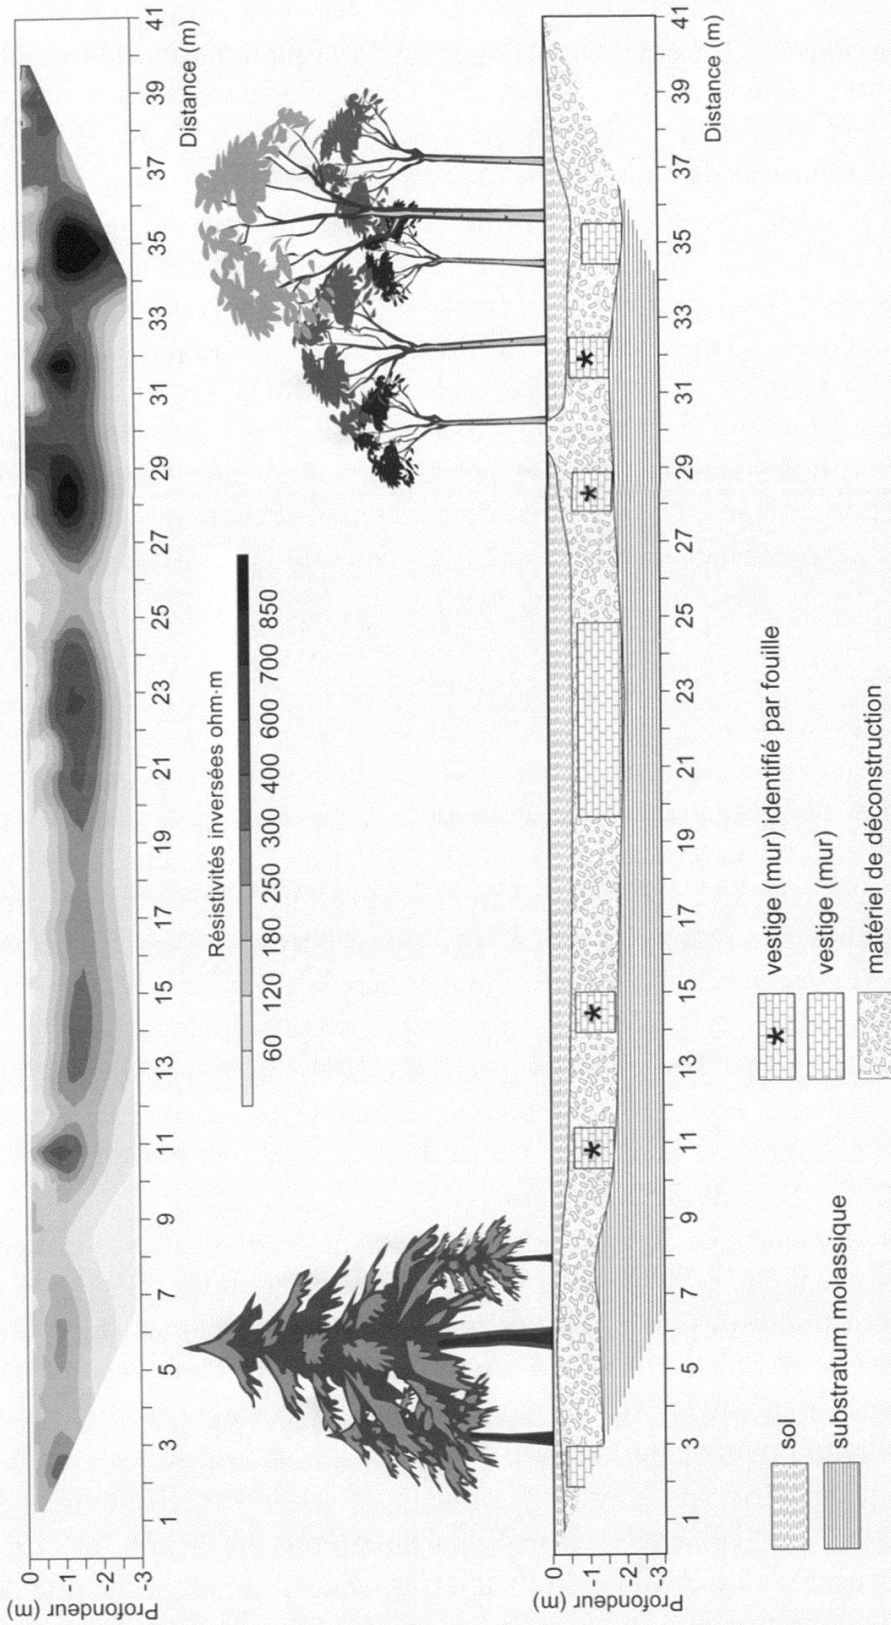 Profondeur (m)
0
-1
-2
-3
1 3 5 7 9 11 13 15 17 19 21 23 25 27 29 31 33 35 37 39 41
Distance (m)
Résistivités inversées ohm·m
60 120 180 250 300 400 600 700 850
Profondeur (m)
0
-1
-2
-3
* * * *
1 3 5 7 9 11 13 15 17 19 21 23 25 27 29 31 33 35 37 39 41
Distance (m)
sol
substratum molassique
* vestige (mur) identifié par fouille
vestige (mur)
matériel de déconstruction